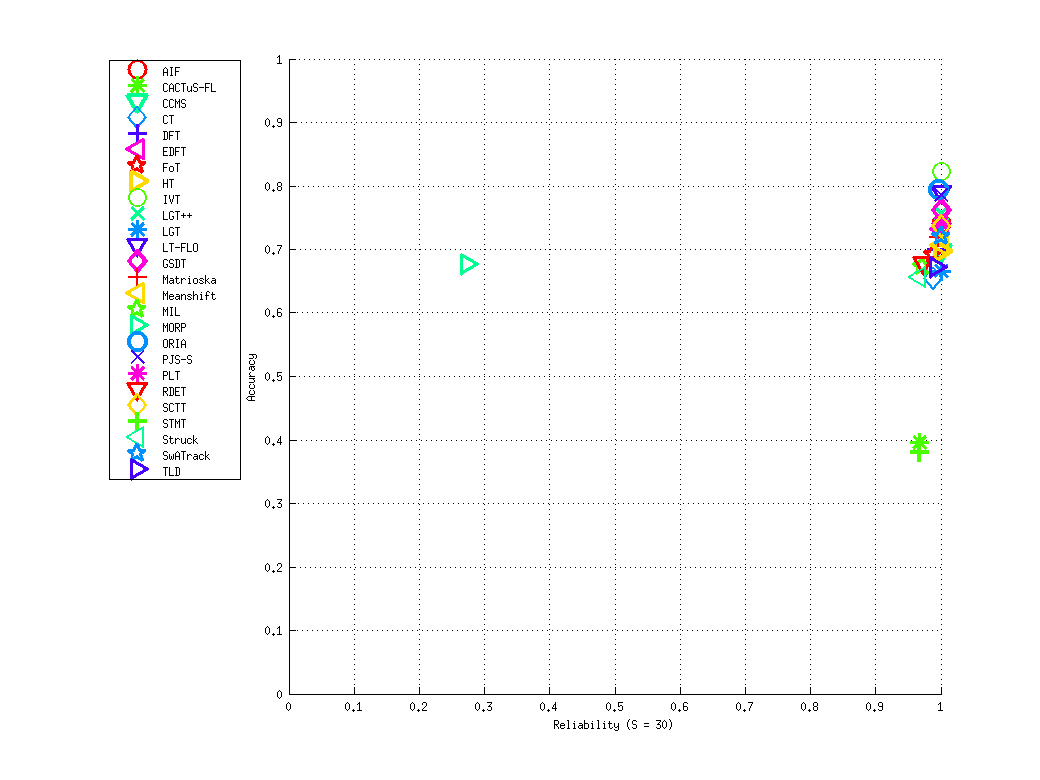 AIF
CACTuS-FL
CCMS
CT
DFT
EDFT
FoT
HT
IVT
LGT++
LGT
LT-FLO
GSDT
Matrioska
Meanshift
MIL
MORP
ORIA
PJS-S
PLT
RDET
SCTT
STMT
Struck
SwATrack
TLD
1
0.9
0.8
0.7
0.6
0.5
0.4
0.3
0.2
0.1
0
Accuracy
0 0.1 0.2 0.3 0.4 0.5 0.6 0.7 0.8 0.9 1
Reliability (S = 30)